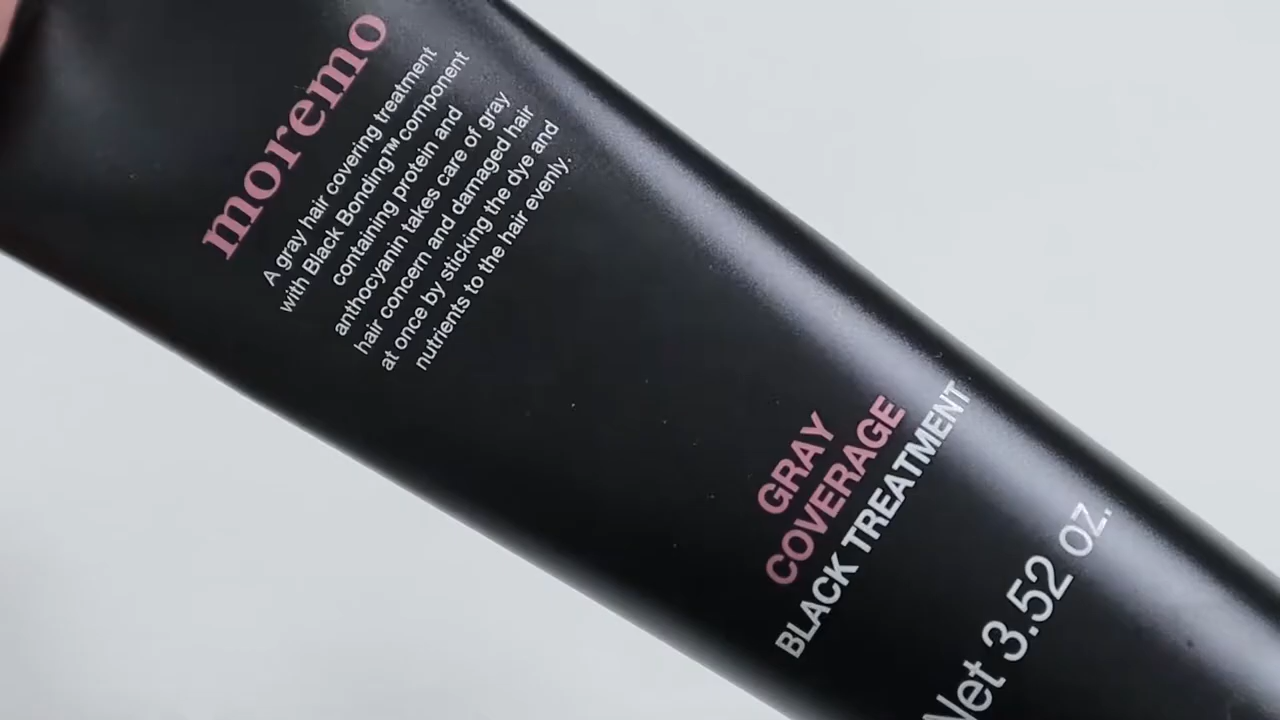 moremo
A gray hair covering treatment
with Black Bonding™ component
containing protein and
anthocyanin takes care of gray
hair concern and damaged hair
at once by sticking the dye and
nutrients to the hair evenly.
GRAY
COVERAGE
BLACK TREATMENT
Net 3.52 oz.